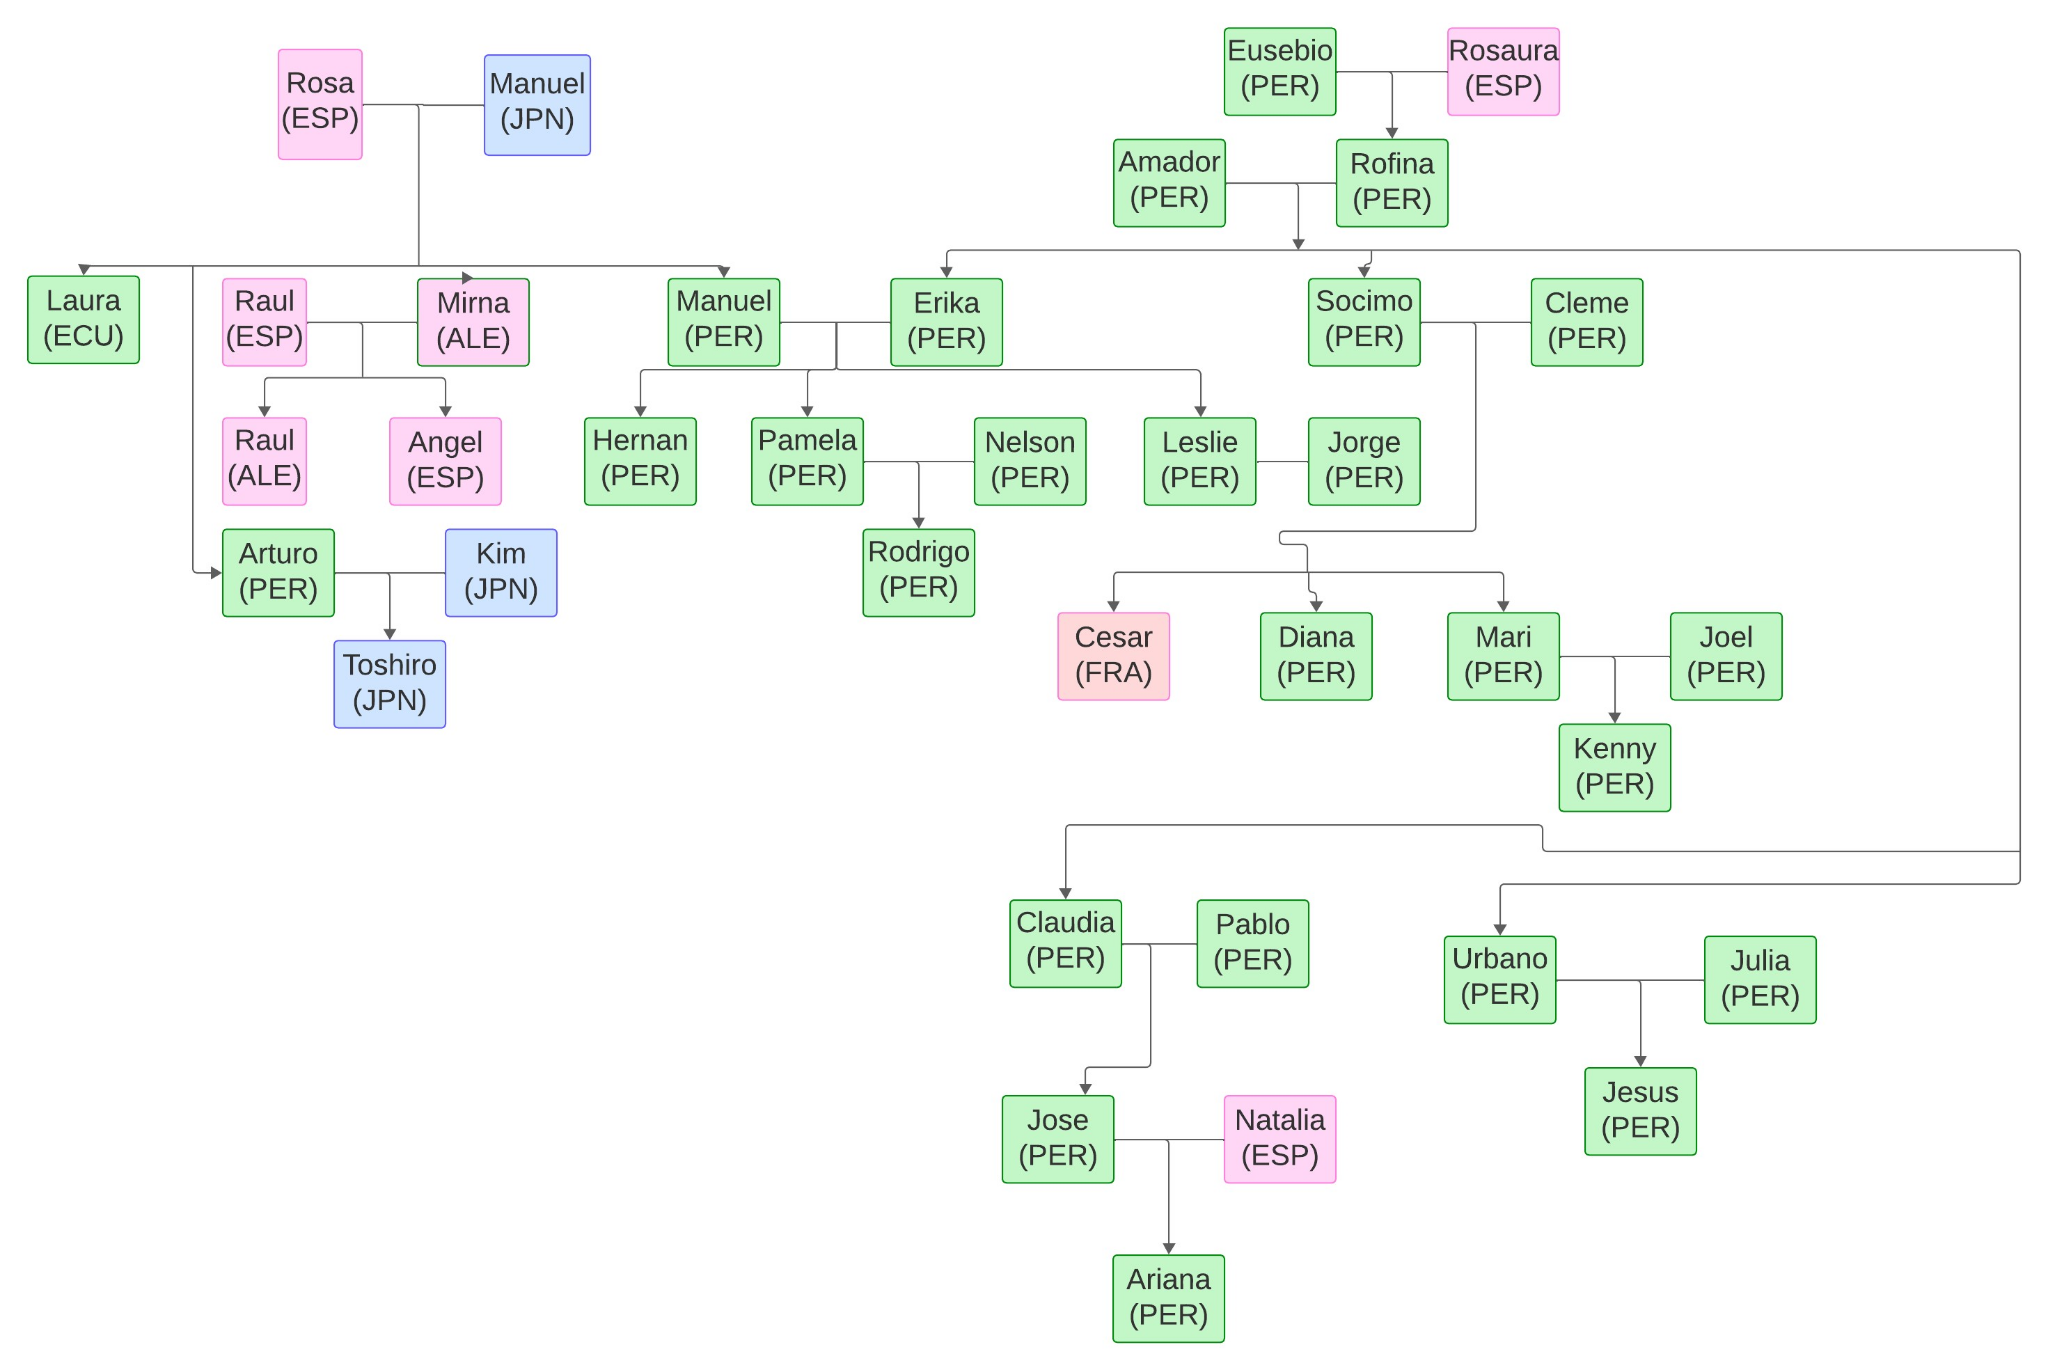 Eusebio
(PER)
Rosaura
(ESP)
Rosa
(ESP)
Manuel
(JPN)
Amador
(PER)
Rofina
(PER)
Laura
(ECU)
Raul
(ESP)
Mirna
(ALE)
Manuel
(PER)
Erika
(PER)
Socimo
(PER)
Cleme
(PER)
Raul
(ALE)
Angel
(ESP)
Hernan
(PER)
Pamela
(PER)
Nelson
(PER)
Leslie
(PER)
Jorge
(PER)
Arturo
(PER)
Kim
(JPN)
Rodrigo
(PER)
Toshiro
(JPN)
Cesar
(FRA)
Diana
(PER)
Mari
(PER)
Joel
(PER)
Kenny
(PER)
Claudia
(PER)
Pablo
(PER)
Urbano
(PER)
Julia
(PER)
Jose
(PER)
Natalia
(ESP)
Jesus
(PER)
Ariana
(PER)